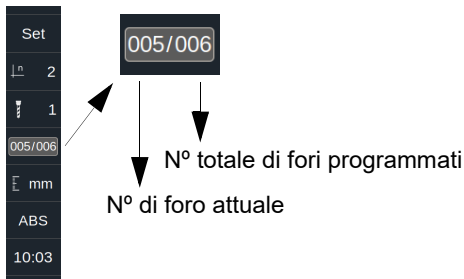 Set
n 2
1
005/006
mm
ABS
10:03
005/006
Nº totale di fori programmati
Nº di foro attuale